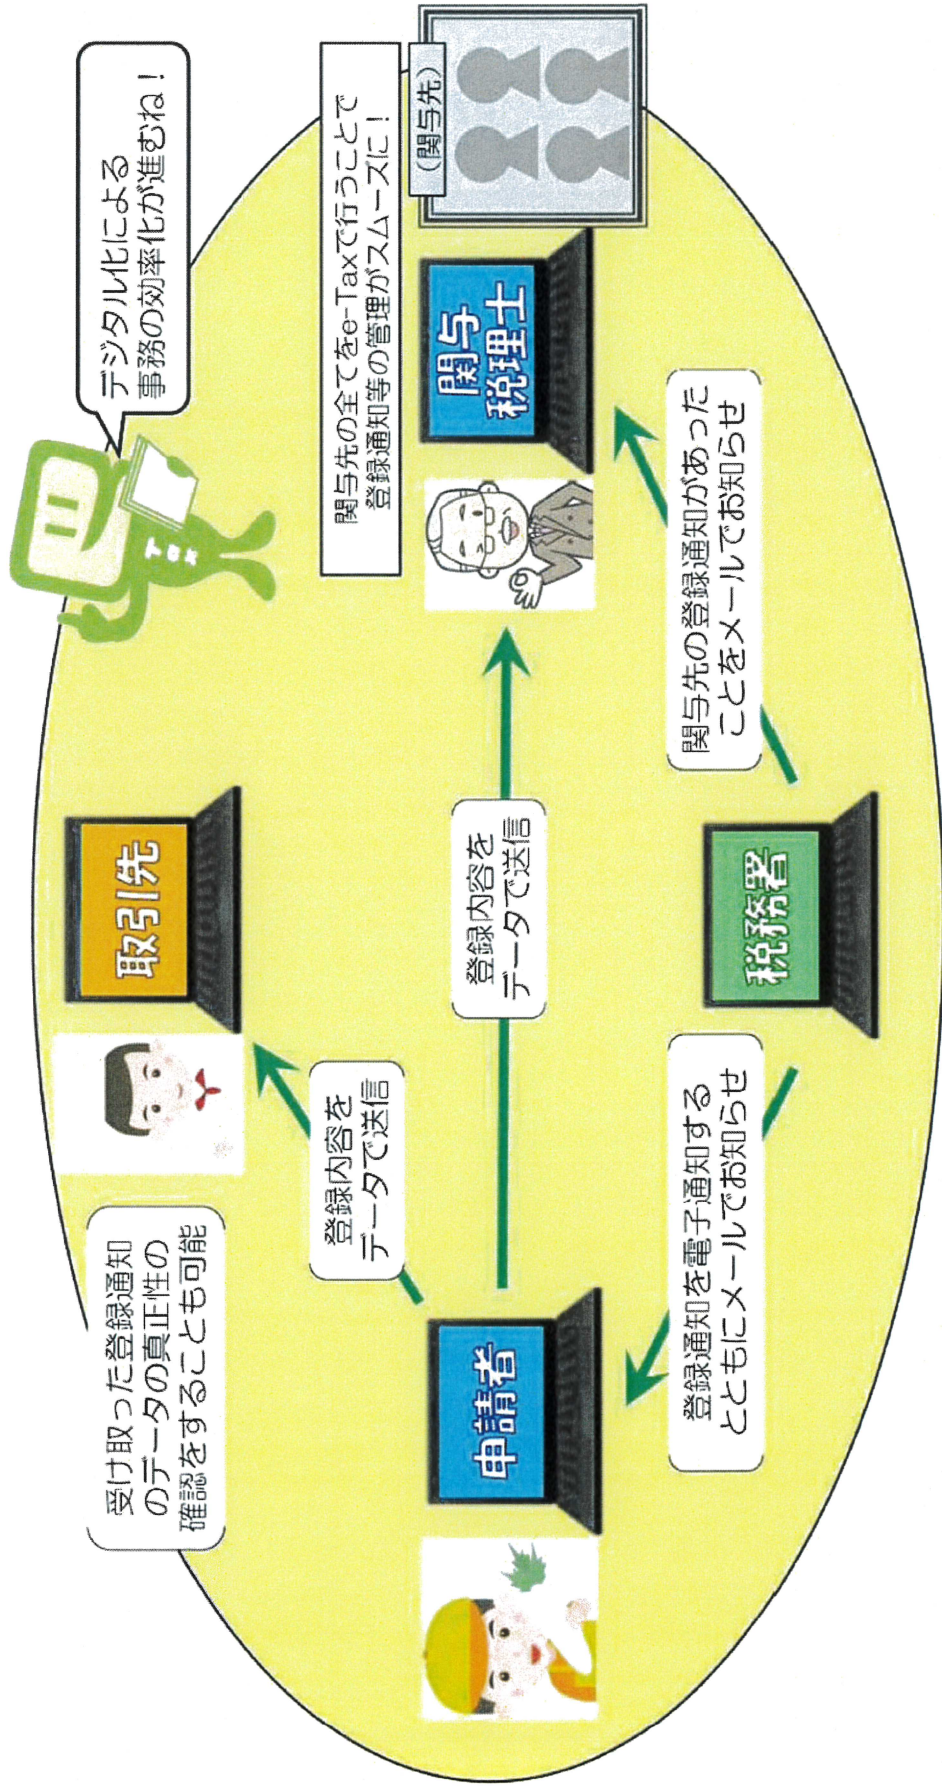 デジタル化による
事務の効率化が進むね！
Tax
受け取った登録通知
のデータの真正性の
確認をすることも可能
取引先
関与先の全てをe-Taxで行うことで
登録通知等の管理がスムーズに！
（関与先）
登録内容を
データで送信
申請者
登録内容を
データで送信
関与
税理士
登録通知を電子通知する
とともにメールでお知らせ
税務署
関与先の登録通知があった
ことをメールでお知らせ